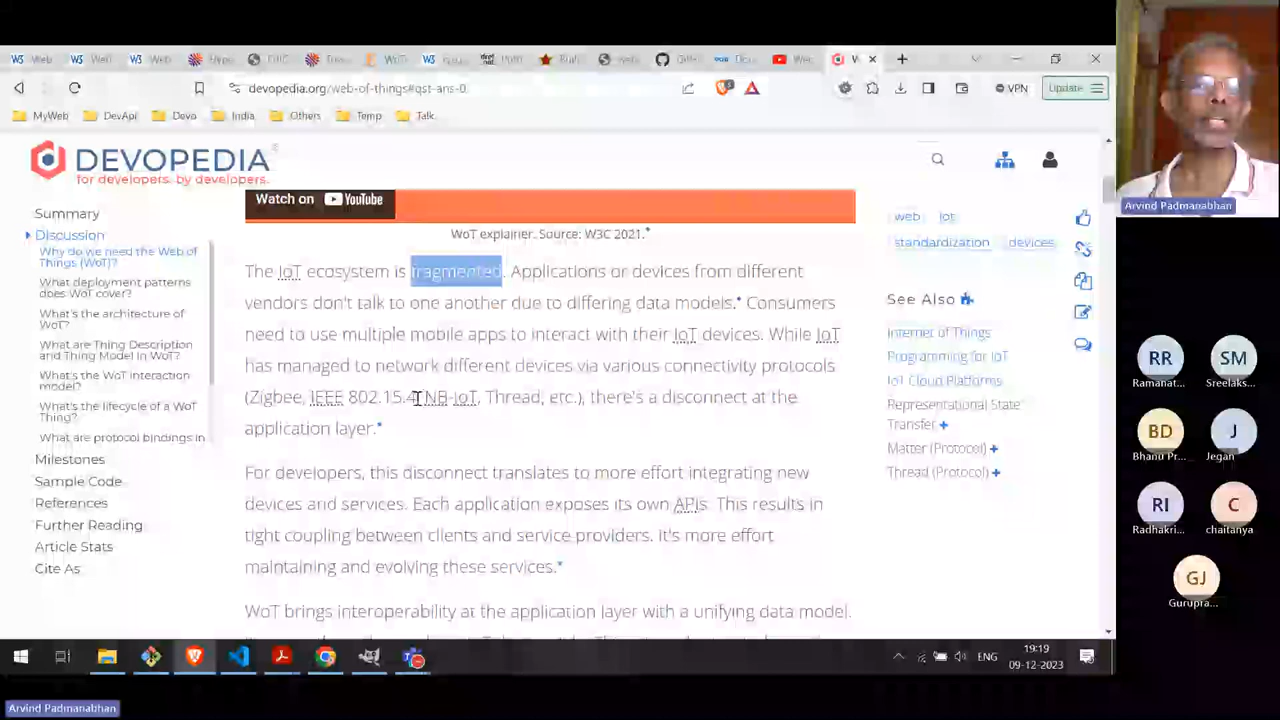 Web
Web
devopedia.org/web-of-things#qst-ans-0
VPN
Update
MyWeb
DevApi
Devo
India
Others
Temp
Talk
DEVOPEDIA
for developers. by developers.
Summary
Discussion
Why do we need the Web of
Things (WoT)?
What deployment patterns
does WoT cover?
What's the architecture of
WoT?
What are Thing Description
and Thing Model in WoT?
What's the WoT interaction
model?
What's the lifecycle of a WoT
Thing?
What are protocol bindings in
Milestones
Sample Code
References
Further Reading
Article Stats
Cite As
Watch on YouTube
WoT explainer. Source: W3C 2021.*
The IoT ecosystem is fragmented. Applications or devices from different
vendors don't talk to one another due to differing data models.* Consumers
need to use multiple mobile apps to interact with their IoT devices. While IoT
has managed to network different devices via various connectivity protocols
(Zigbee, IEEE 802.15.4, NB-IoT, Thread, etc.), there's a disconnect at the
application layer.*
For developers, this disconnect translates to more effort integrating new
devices and services. Each application exposes its own APIs. This results in
tight coupling between clients and service providers. It's more effort
maintaining and evolving these services.*
WoT brings interoperability at the application layer with a unifying data model.
web iot
standardization devices
See Also
Internet of Things
Programming for IoT
IoT Cloud Platforms
Representational State
Transfer +
Matter (Protocol) +
Thread (Protocol) +
ENG
19:19
09-12-2023
Arvind Padmanabhan
RR
Ramanat...
SM
Sreelaks...
BD
Bhanu Pr...
J
Jegan
RI
Radhakri...
C
chaitanya
GJ
Gurupra...
Arvind Padmanabhan